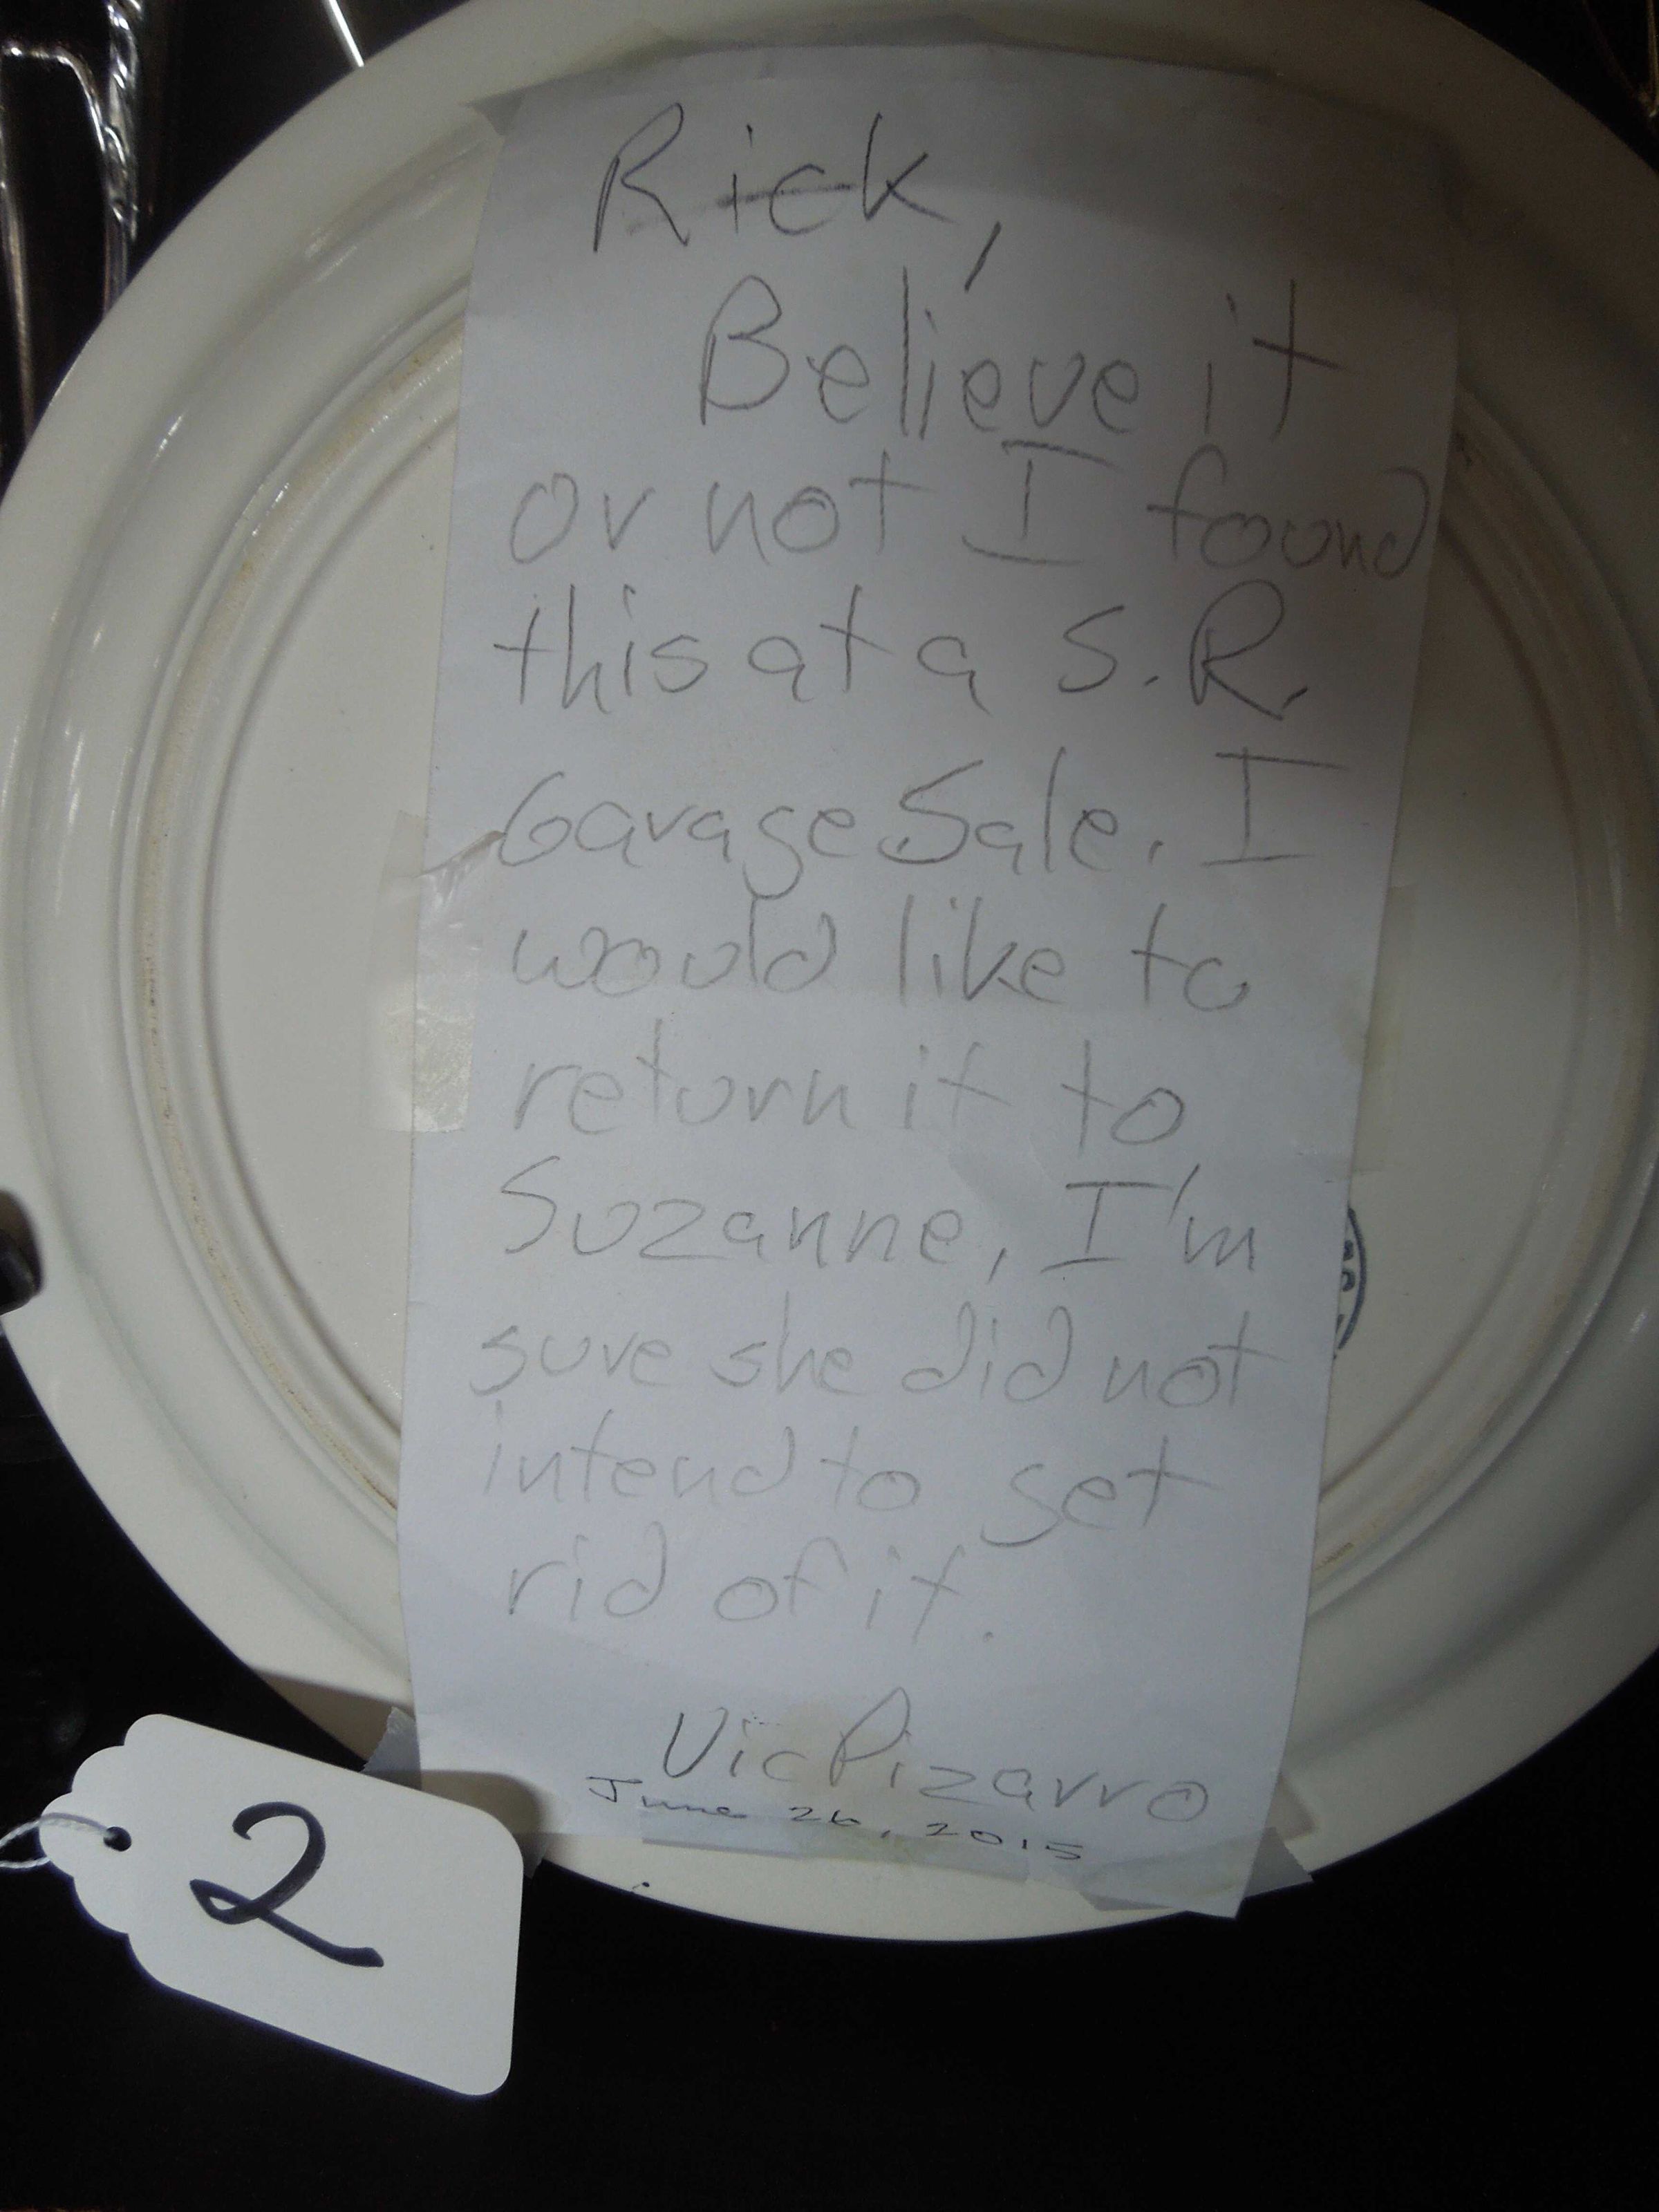 Rick,
Believe it
or not I found
this at a S.R.
Garage Sale. I
would like to
return it to
Suzanne, I'm
sure she did not
intend to get
rid of it.
Vic Pizarro
June 26, 2015
2